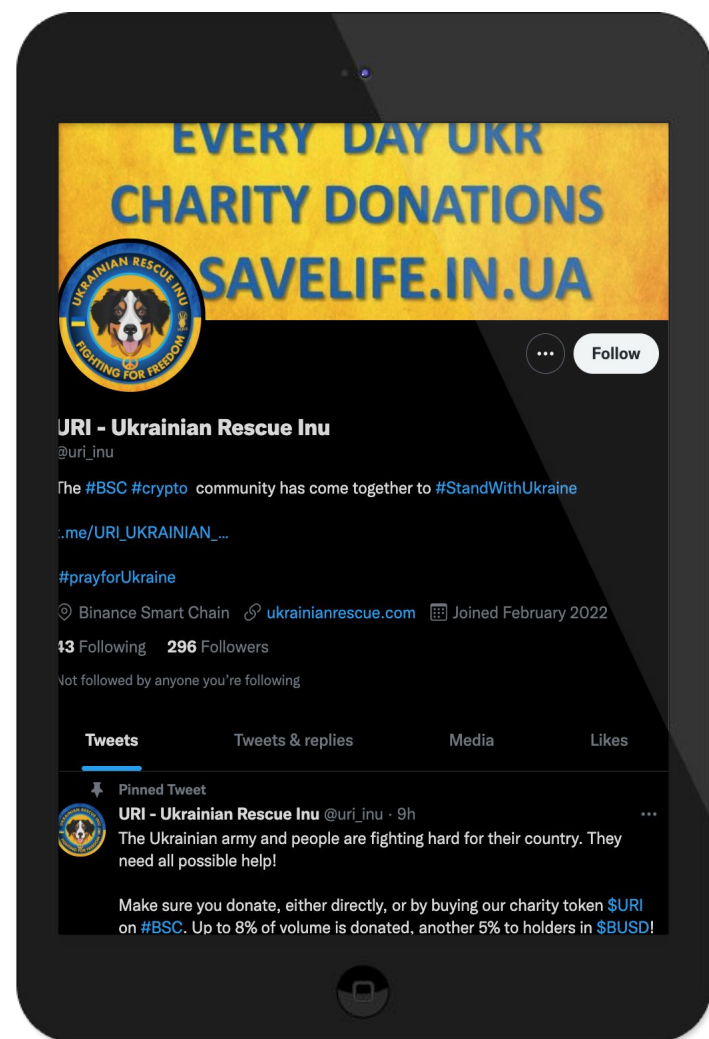 EVERY DAY UKR
CHARITY DONATIONS
SAVELIFE.IN.UA
UKRAINIAN RESCUE INU
FIGHTING FOR FREEDOM
Follow
URI - Ukrainian Rescue Inu
@uri_inu
The #BSC #crypto community has come together to #StandWithUkraine
.me/URI_UKRAINIAN_...
#prayforUkraine
Binance Smart Chain ukrainianrescue.com Joined February 2022
43 Following 296 Followers
Not followed by anyone you're following
Tweets Tweets & replies Media Likes
Pinned Tweet
URI - Ukrainian Rescue Inu @uri_inu · 9h
The Ukrainian army and people are fighting hard for their country. They
need all possible help!
Make sure you donate, either directly, or by buying our charity token $URI
on #BSC. Up to 8% of volume is donated, another 5% to holders in $BUSD!